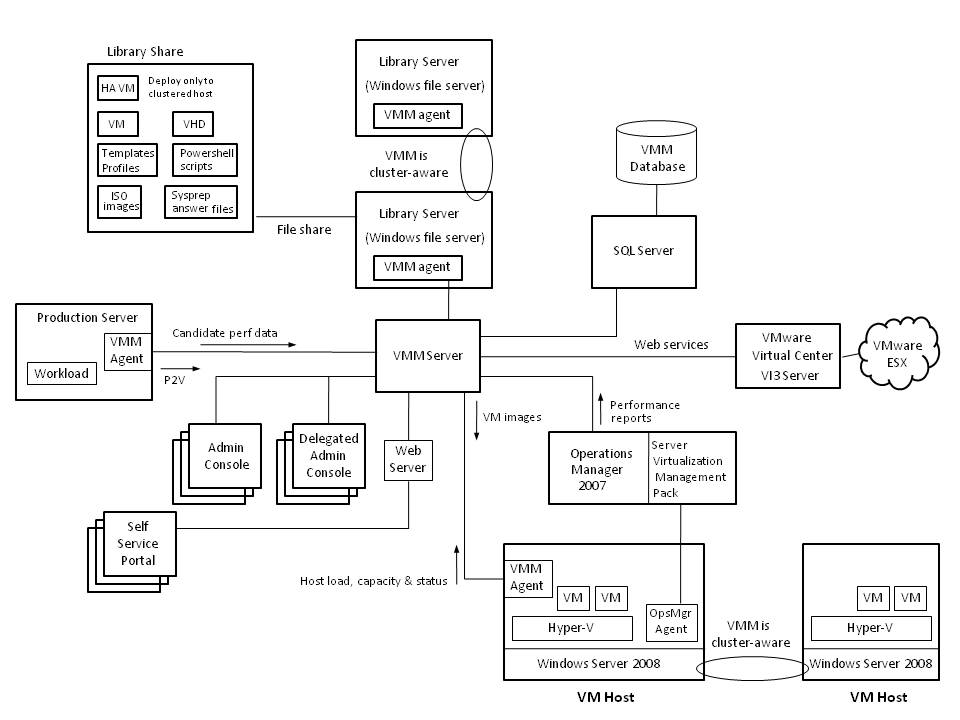 Library Share
HA VM
Deploy only to
clustered host
VM
VHD
Templates
Profiles
Powershell
scripts
ISO
images
Sysprep
answer files
File share
Library Server
(Windows file server)
VMM agent
VMM is
cluster-aware
Library Server
(Windows file server)
VMM agent
VMM
Database
SQL Server
Production Server
VMM
Agent
Workload
Candidate perf data
P2V
VMM Server
Web services
VMware
Virtual Center
VI3 Server
VMware
ESX
Admin
Console
Delegated
Admin
Console
Web
Server
VM images
Performance
reports
Operations
Manager
2007
Server
Virtualization
Management
Pack
Self
Service
Portal
Host load, capacity & status
VMM
Agent
VM
VM
Hyper-V
OpsMgr
Agent
Windows Server 2008
VM Host
VMM is
cluster-aware
VM
VM
Hyper-V
Windows Server 2008
VM Host